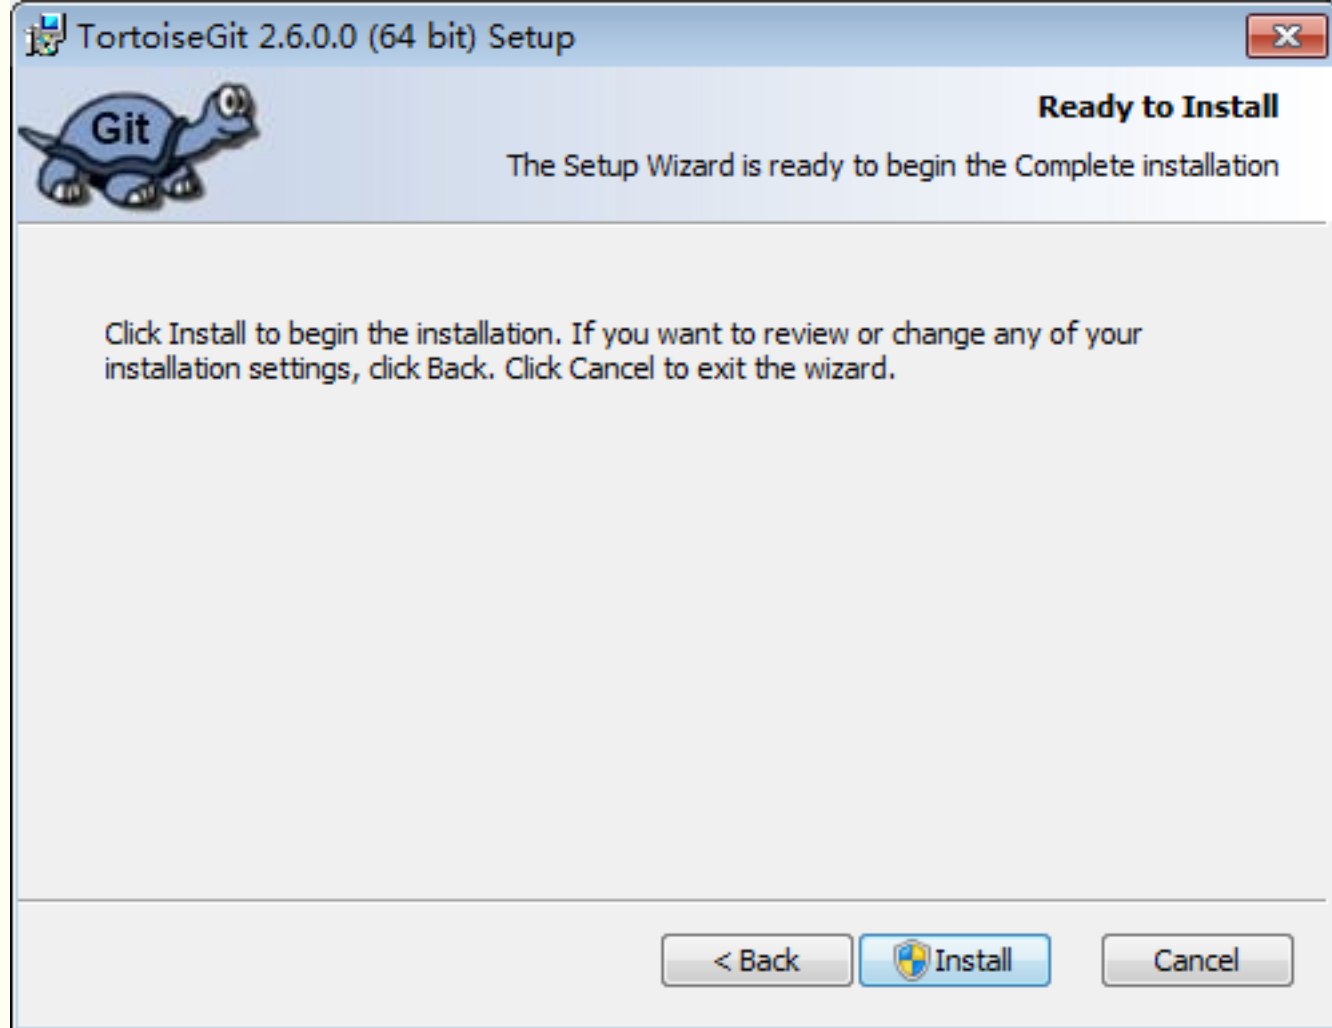 TortoiseGit 2.6.0.0 (64 bit) Setup
Git
Ready to Install
The Setup Wizard is ready to begin the Complete installation
Click Install to begin the installation. If you want to review or change any of your
installation settings, click Back. Click Cancel to exit the wizard.
< Back
Install
Cancel